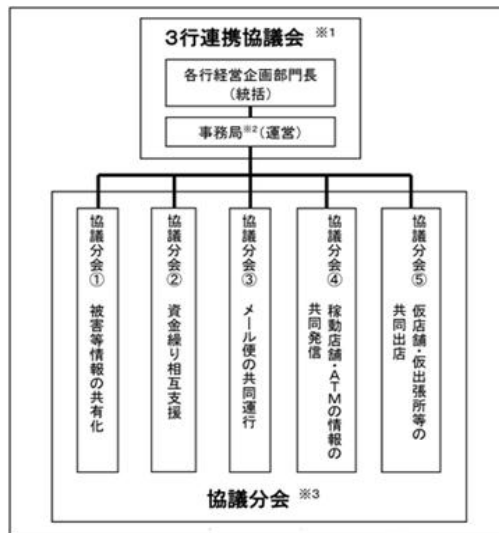 3行連携協議会 ※1
各行経営企画部門長
(統括)
事務局※2(運営)
協議分会① 被害等情報の共有化
協議分会② 資金繰り相互支援
協議分会③ メール便の共同運行
協議分会④ 稼動店舗・ATMの情報の
共同発信
協議分会⑤ 仮店舗・仮出張所等の
共同出店
協議分会 ※3